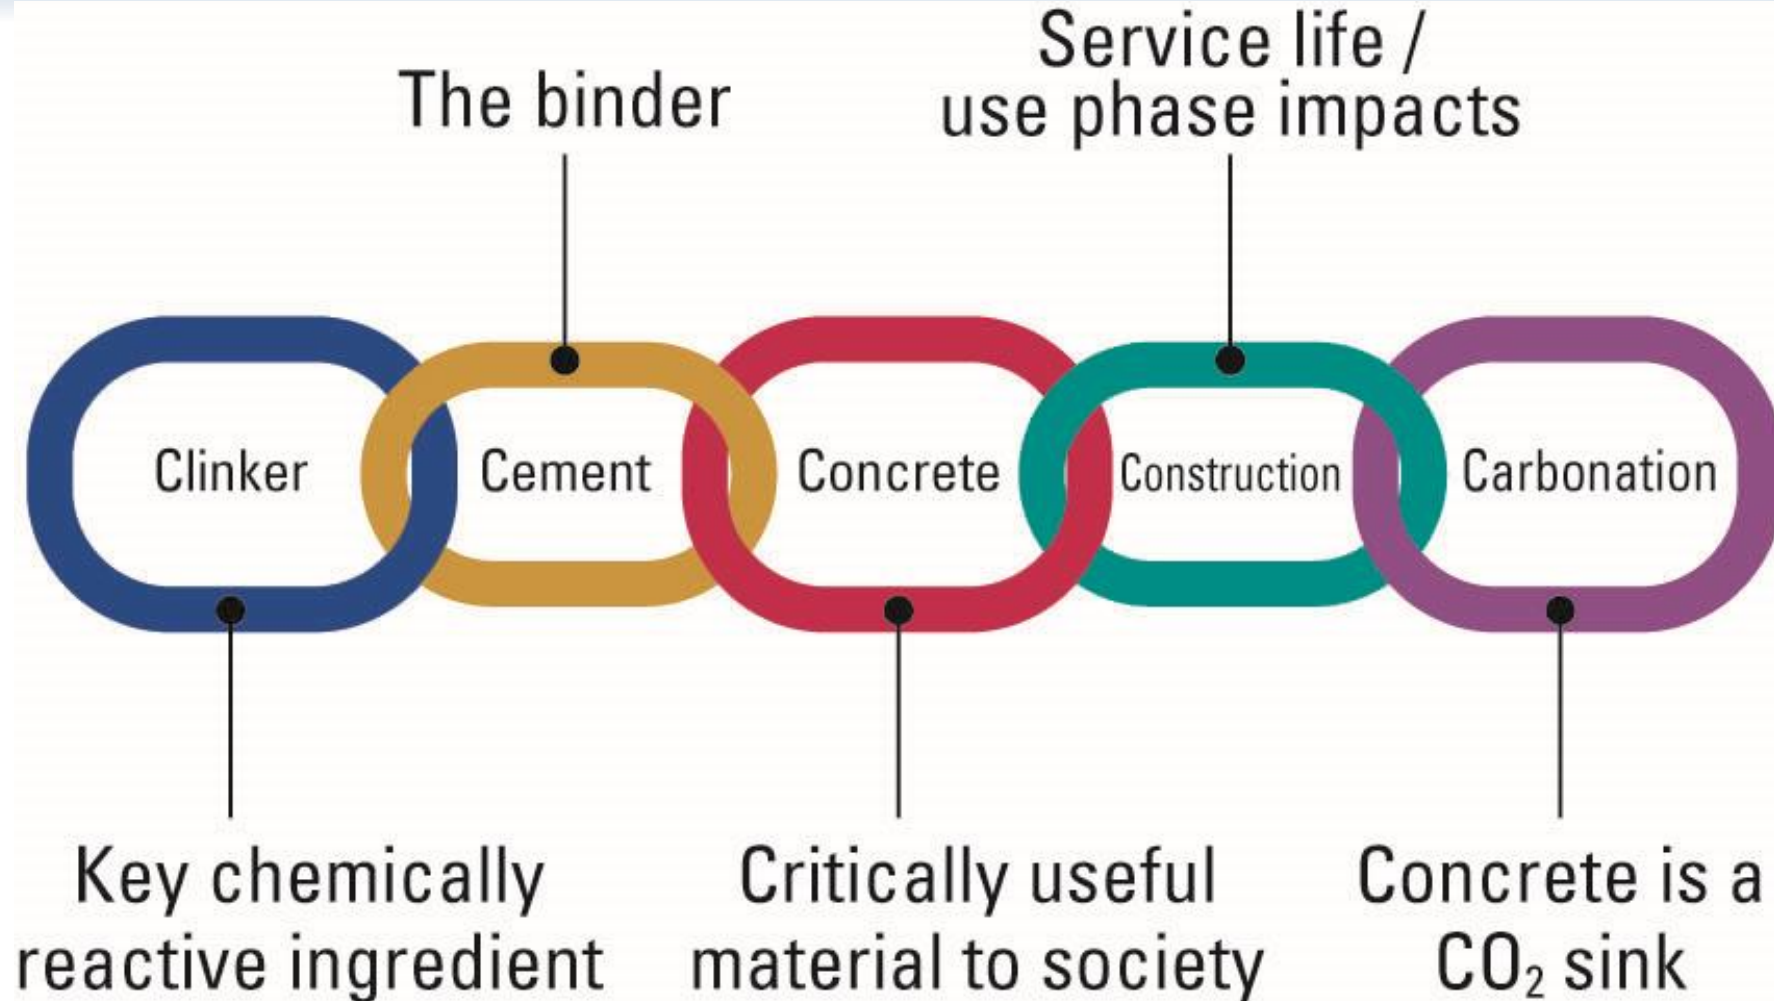 Service life /
use phase impacts
The binder
Clinker
Cement
Concrete
Construction
Carbonation
Key chemically
reactive ingredient
Critically useful
material to society
Concrete is a
CO₂ sink